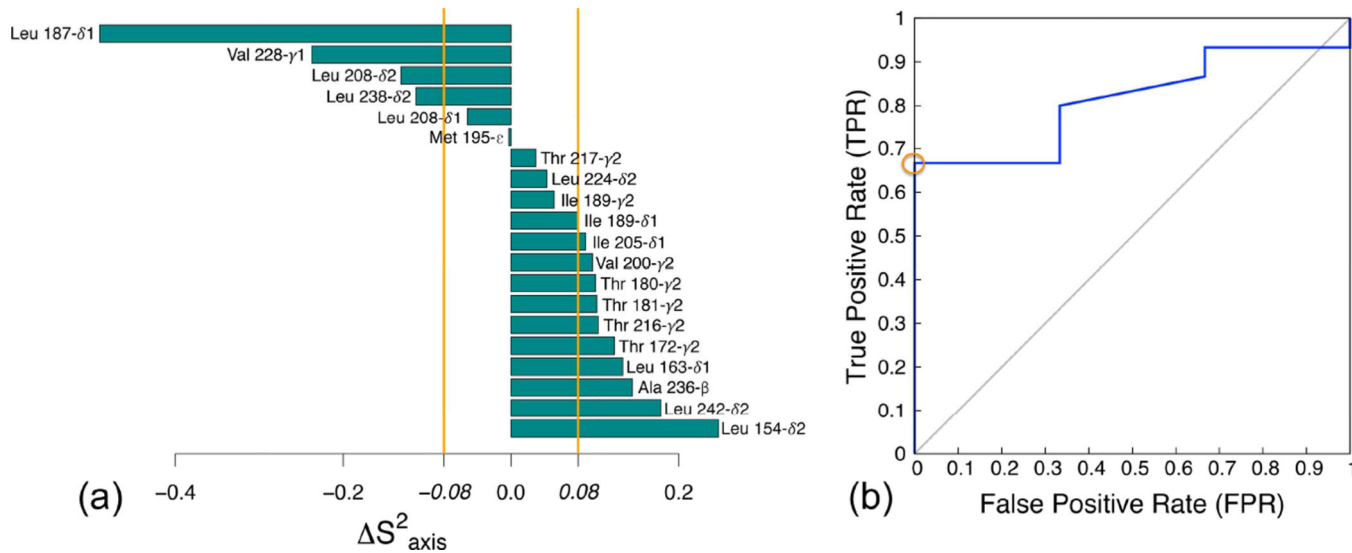 Leu 187-δ1
Val 228-γ1
Leu 208-δ2
Leu 238-δ2
Leu 208-δ1
Met 195-ε
Thr 217-γ2
Leu 224-δ2
Ile 189-γ2
Ile 189-δ1
Ile 205-δ1
Val 200-γ2
Thr 180-γ2
Thr 181-γ2
Thr 216-γ2
Thr 172-γ2
Leu 163-δ1
Ala 236-β
Leu 242-δ2
Leu 154-δ2
−0.4 −0.2 −0.08 0.0 0.08 0.2
(a)
ΔS²axis
1
0.9
0.8
0.7
0.6
0.5
0.4
0.3
0.2
0.1
0
True Positive Rate (TPR)
0 0.1 0.2 0.3 0.4 0.5 0.6 0.7 0.8 0.9 1
(b)
False Positive Rate (FPR)